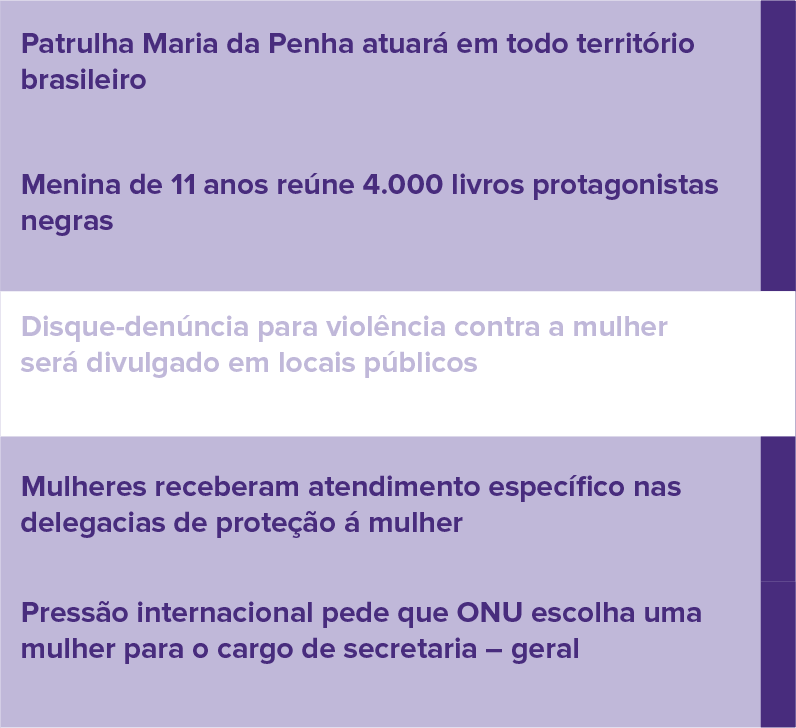 Patrulha Maria da Penha atuará em todo território
brasileiro
Menina de 11 anos reúne 4.000 livros protagonistas
negras
Disque-denúncia para violência contra a mulher
será divulgado em locais públicos
Mulheres receberam atendimento específico nas
delegacias de proteção á mulher
Pressão internacional pede que ONU escolha uma
mulher para o cargo de secretaria – geral